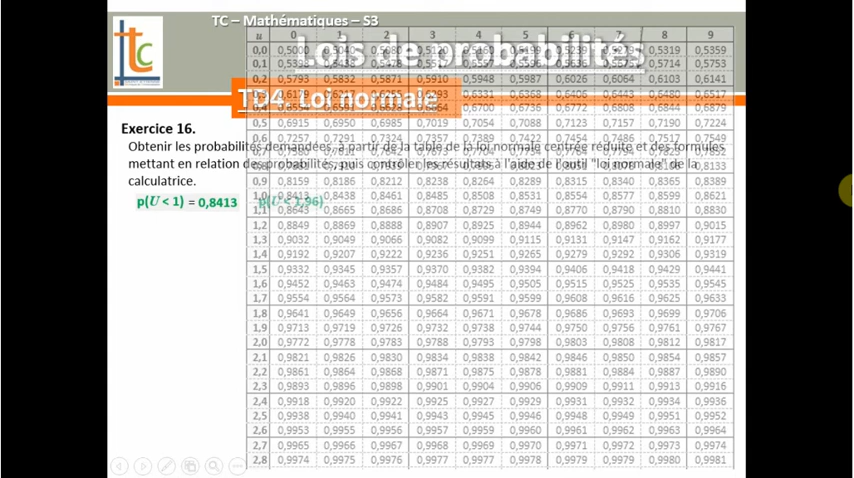 TC – Mathématiques – S3
tc
Lois de probabilités
TD4. Loi normale
Exercice 16.
Obtenir les probabilités demandées, à partir de la table de la loi normale centrée réduite et des formules
mettant en relation des probabilités, puis contrôler les résultats à l'aide de l'outil "loi normale" de la
calculatrice.
p(U < 1) = 0,8413 p(U < 1,96)
u 0 1 2 3 4 5 6 7 8 9
0,0 0,5000 0,5040 0,5080 0,5120 0,5160 0,5199 0,5239 0,5279 0,5319 0,5359
0,1 0,5398 0,5438 0,5478 0,5714 0,5753
0,2 0,5793 0,5832 0,5871 0,5910 0,5948 0,5987 0,6026 0,6064 0,6103 0,6141
0,6179 0,6217 0,6255 0,6293 0,6331 0,6368 0,6406 0,6443 0,6480 0,6517
0,6554 0,6591 0,6628 0,6664 0,6700 0,6736 0,6772 0,6808 0,6844 0,6879
0,5 0,6915 0,6950 0,6985 0,7019 0,7054 0,7088 0,7123 0,7157 0,7190 0,7224
0,6 0,7257 0,7291 0,7324 0,7357 0,7389 0,7422 0,7454 0,7486 0,7517 0,7549
0,8133
0,9 0,8159 0,8186 0,8212 0,8238 0,8264 0,8289 0,8315 0,8340 0,8365 0,8389
1,0 0,8413 0,8438 0,8461 0,8485 0,8508 0,8531 0,8554 0,8577 0,8599 0,8621
1,1 0,8643 0,8665 0,8686 0,8708 0,8729 0,8749 0,8770 0,8790 0,8810 0,8830
1,2 0,8849 0,8869 0,8888 0,8907 0,8925 0,8944 0,8962 0,8980 0,8997 0,9015
1,3 0,9032 0,9049 0,9066 0,9082 0,9099 0,9115 0,9131 0,9147 0,9162 0,9177
1,4 0,9192 0,9207 0,9222 0,9236 0,9251 0,9265 0,9279 0,9292 0,9306 0,9319
1,5 0,9332 0,9345 0,9357 0,9370 0,9382 0,9394 0,9406 0,9418 0,9429 0,9441
1,6 0,9452 0,9463 0,9474 0,9484 0,9495 0,9505 0,9515 0,9525 0,9535 0,9545
1,7 0,9554 0,9564 0,9573 0,9582 0,9591 0,9599 0,9608 0,9616 0,9625 0,9633
1,8 0,9641 0,9649 0,9656 0,9664 0,9671 0,9678 0,9686 0,9693 0,9699 0,9706
1,9 0,9713 0,9719 0,9726 0,9732 0,9738 0,9744 0,9750 0,9756 0,9761 0,9767
2,0 0,9772 0,9778 0,9783 0,9788 0,9793 0,9798 0,9803 0,9808 0,9812 0,9817
2,1 0,9821 0,9826 0,9830 0,9834 0,9838 0,9842 0,9846 0,9850 0,9854 0,9857
2,2 0,9861 0,9864 0,9868 0,9871 0,9875 0,9878 0,9881 0,9884 0,9887 0,9890
2,3 0,9893 0,9896 0,9898 0,9901 0,9904 0,9906 0,9909 0,9911 0,9913 0,9916
2,4 0,9918 0,9920 0,9922 0,9925 0,9927 0,9929 0,9931 0,9932 0,9934 0,9936
2,5 0,9938 0,9940 0,9941 0,9943 0,9945 0,9946 0,9948 0,9949 0,9951 0,9952
2,6 0,9953 0,9955 0,9956 0,9957 0,9959 0,9960 0,9961 0,9962 0,9963 0,9964
2,7 0,9965 0,9966 0,9967 0,9968 0,9969 0,9970 0,9971 0,9972 0,9973 0,9974
2,8 0,9974 0,9975 0,9976 0,9977 0,9977 0,9978 0,9979 0,9979 0,9980 0,9981